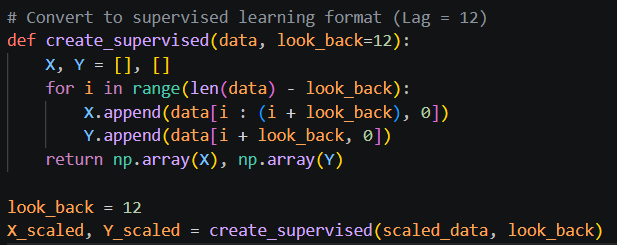 # Convert to supervised learning format (Lag = 12)
def create_supervised(data, look_back=12):
    X, Y = [], []
    for i in range(len(data) - look_back):
        X.append(data[i : (i + look_back), 0])
        Y.append(data[i + look_back, 0])
    return np.array(X), np.array(Y)

look_back = 12
X_scaled, Y_scaled = create_supervised(scaled_data, look_back)